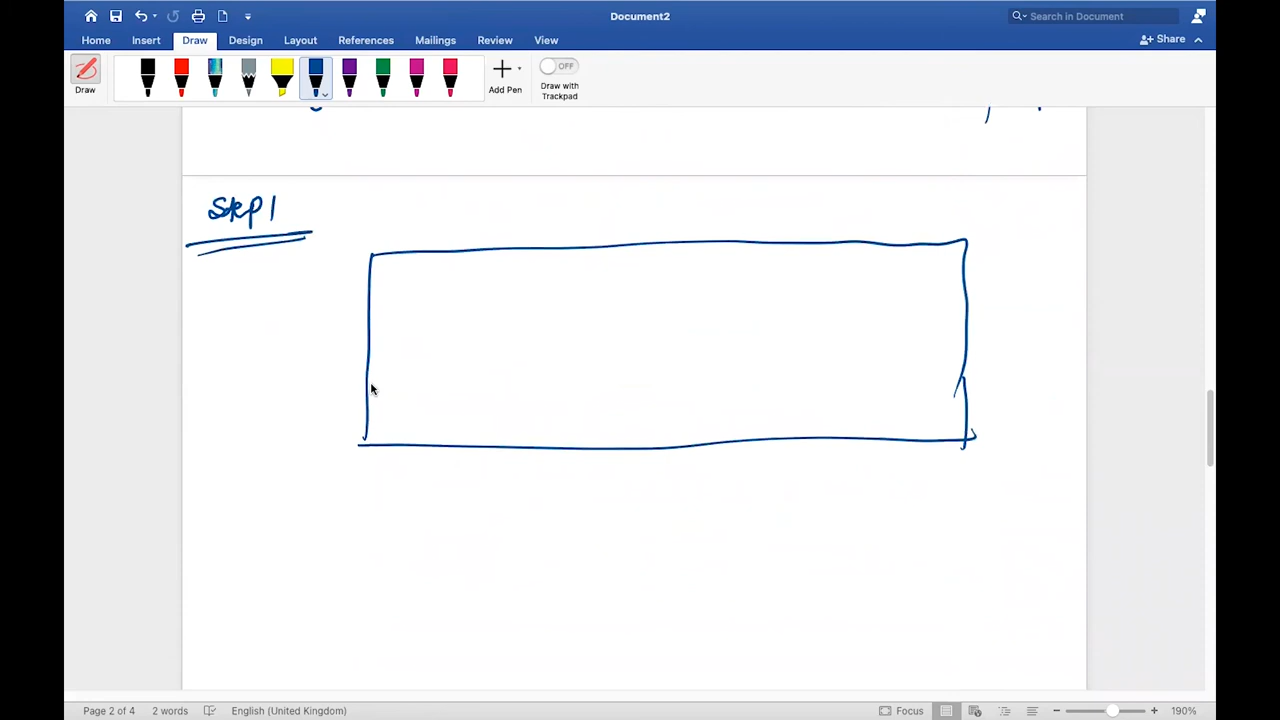 Document2
Search in Document
Home Insert Draw Design Layout References Mailings Review View
Share
OFF
Draw
Add Pen
Draw with
Trackpad
Step 1
Page 2 of 4 2 words English (United Kingdom) Focus 190%